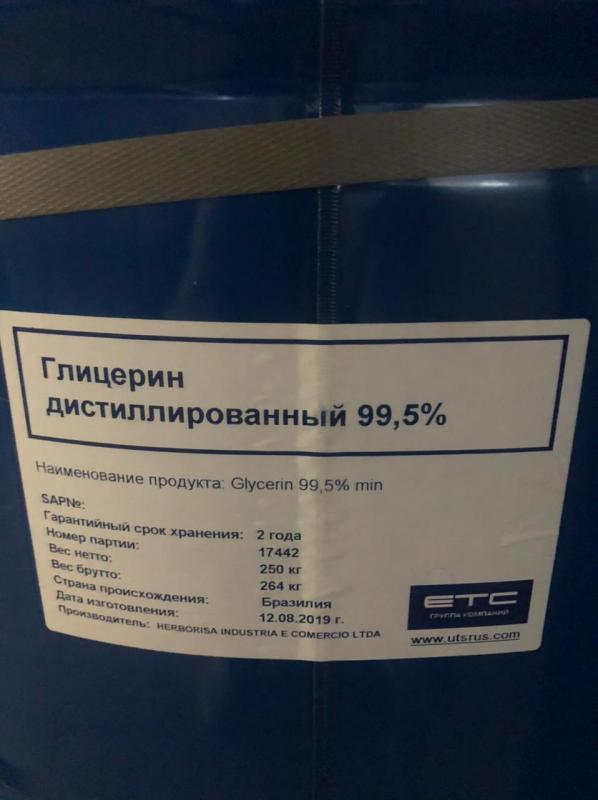 Глицерин
дистиллированный 99,5%
Наименование продукта: Glycerin 99,5% min
SAP№:
Гарантийный срок хранения: 2 года
Номер партии: 17442
Вес нетто: 250 кг
Вес брутто: 264 кг
Страна происхождения: Бразилия
Дата изготовления: 12.08.2019 г.
Производитель: HERBORISA INDUSTRIA E COMERCIO LTDA
ETC
ГРУППА КОМПАНИЙ
www.utsrus.com